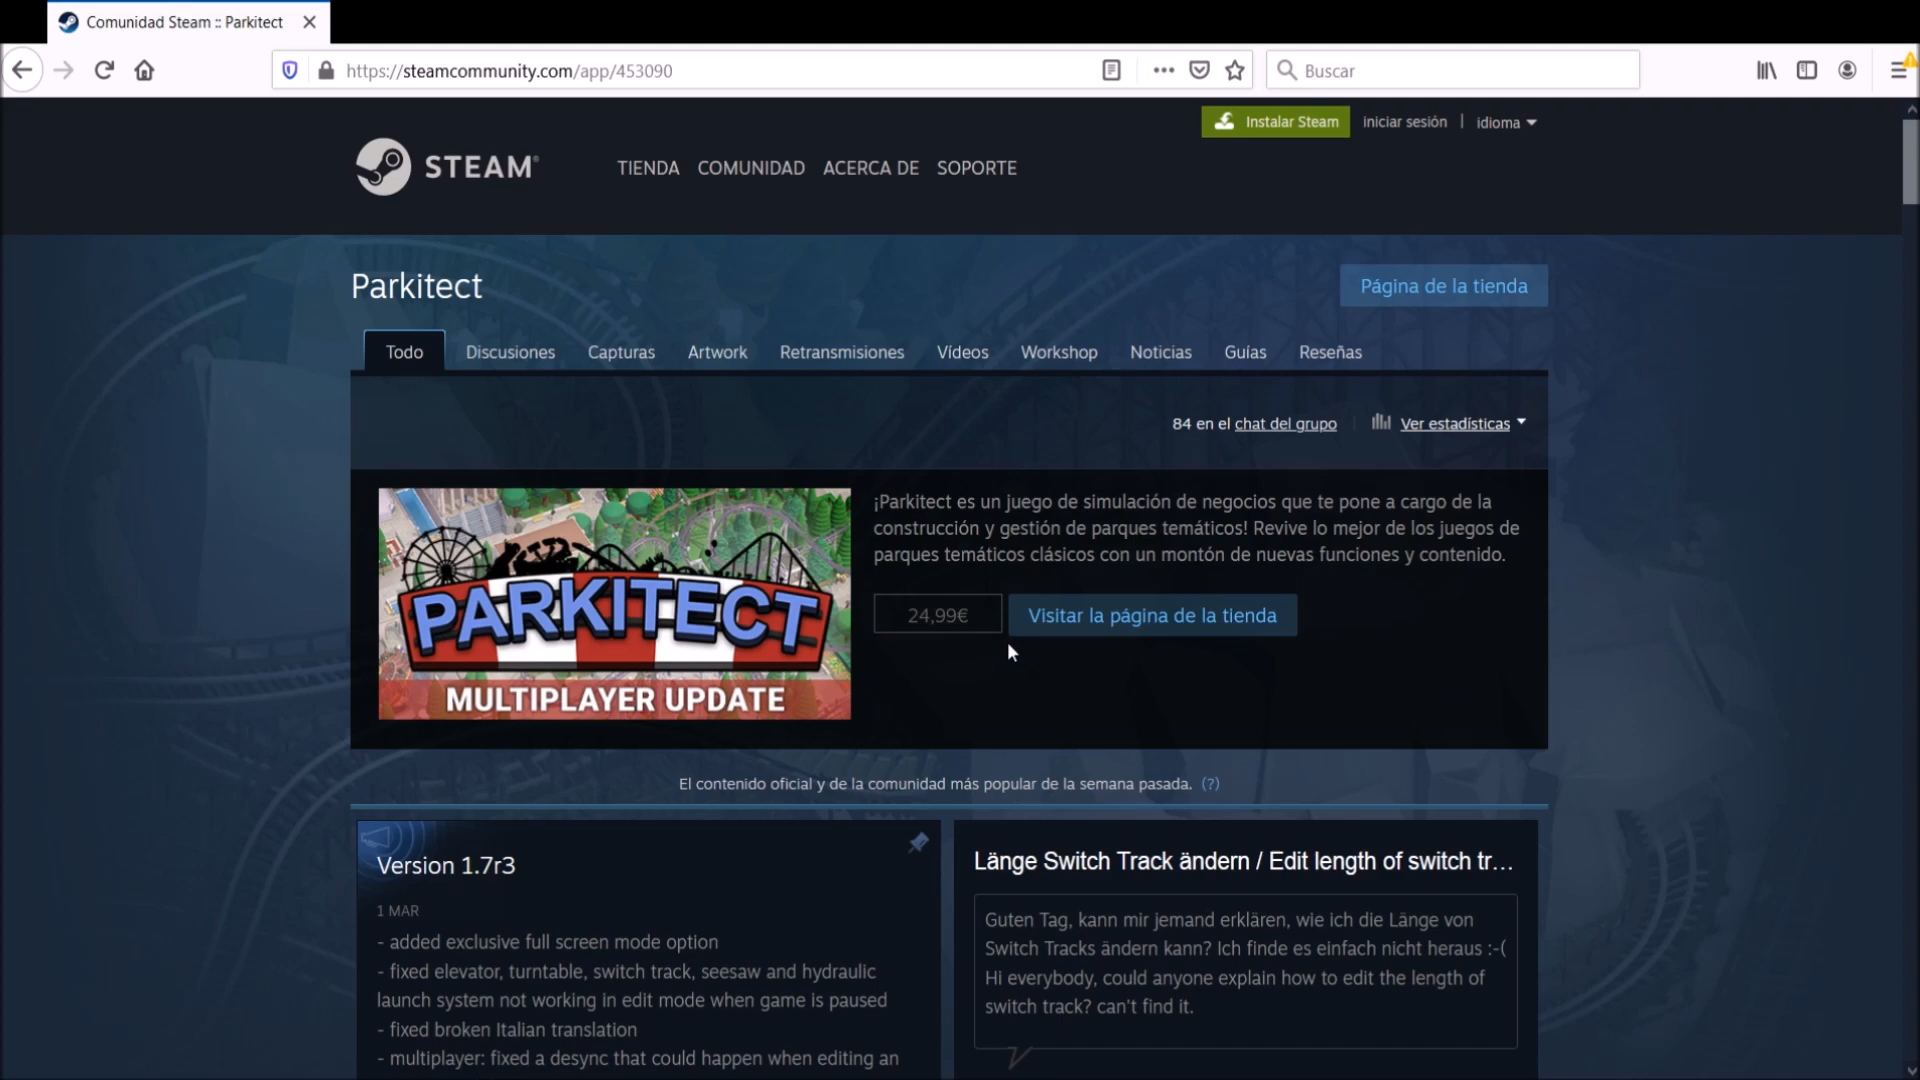 Comunidad Steam :: Parkitect
https://steamcommunity.com/app/453090
Buscar
Instalar Steam
iniciar sesión | idioma
STEAM®
TIENDA COMUNIDAD ACERCA DE SOPORTE
Parkitect
Página de la tienda
Todo Discusiones Capturas Artwork Retransmisiones Vídeos Workshop Noticias Guías Reseñas
84 en el chat del grupo
Ver estadísticas
¡Parkitect es un juego de simulación de negocios que te pone a cargo de la
construcción y gestión de parques temáticos! Revive lo mejor de los juegos de
parques temáticos clásicos con un montón de nuevas funciones y contenido.
PARKITECT
MULTIPLAYER UPDATE
24,99€
Visitar la página de la tienda
El contenido oficial y de la comunidad más popular de la semana pasada. (?)
Version 1.7r3
1 MAR
- added exclusive full screen mode option
- fixed elevator, turntable, switch track, seesaw and hydraulic
launch system not working in edit mode when game is paused
- fixed broken Italian translation
- multiplayer: fixed a desync that could happen when editing an
Länge Switch Track ändern / Edit length of switch tr...
Guten Tag, kann mir jemand erklären, wie ich die Länge von
Switch Tracks ändern kann? Ich finde es einfach nicht heraus :-(
Hi everybody, could anyone explain how to edit the length of
switch track? can't find it.